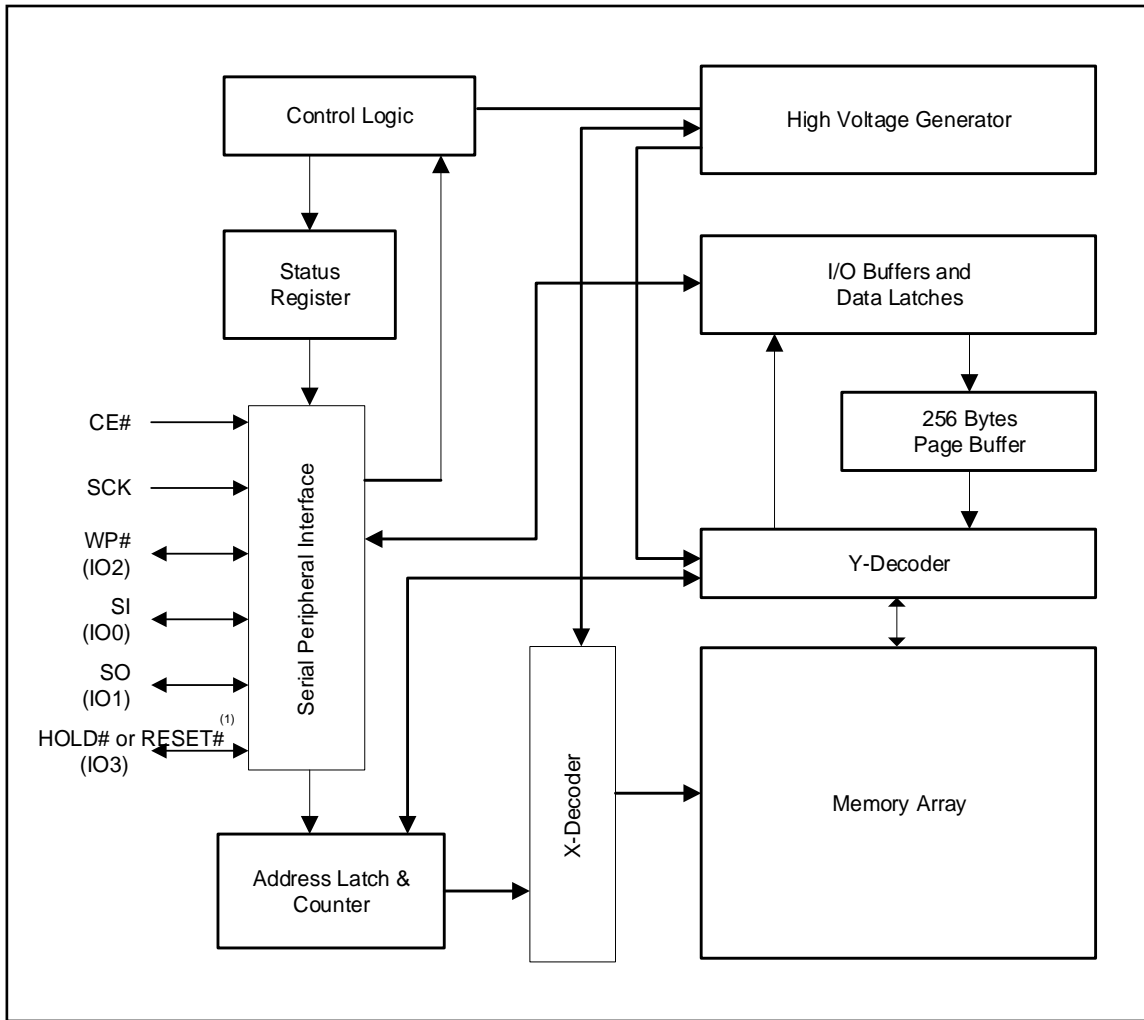 Control Logic
High Voltage Generator
Status
Register
I/O Buffers and
Data Latches
256 Bytes
Page Buffer
Y-Decoder
CE#
SCK
WP#
(IO2)
SI
(IO0)
SO
(IO1)
HOLD# or RESET#(1)
(IO3)
Serial Peripheral Interface
X-Decoder
Memory Array
Address Latch &
Counter